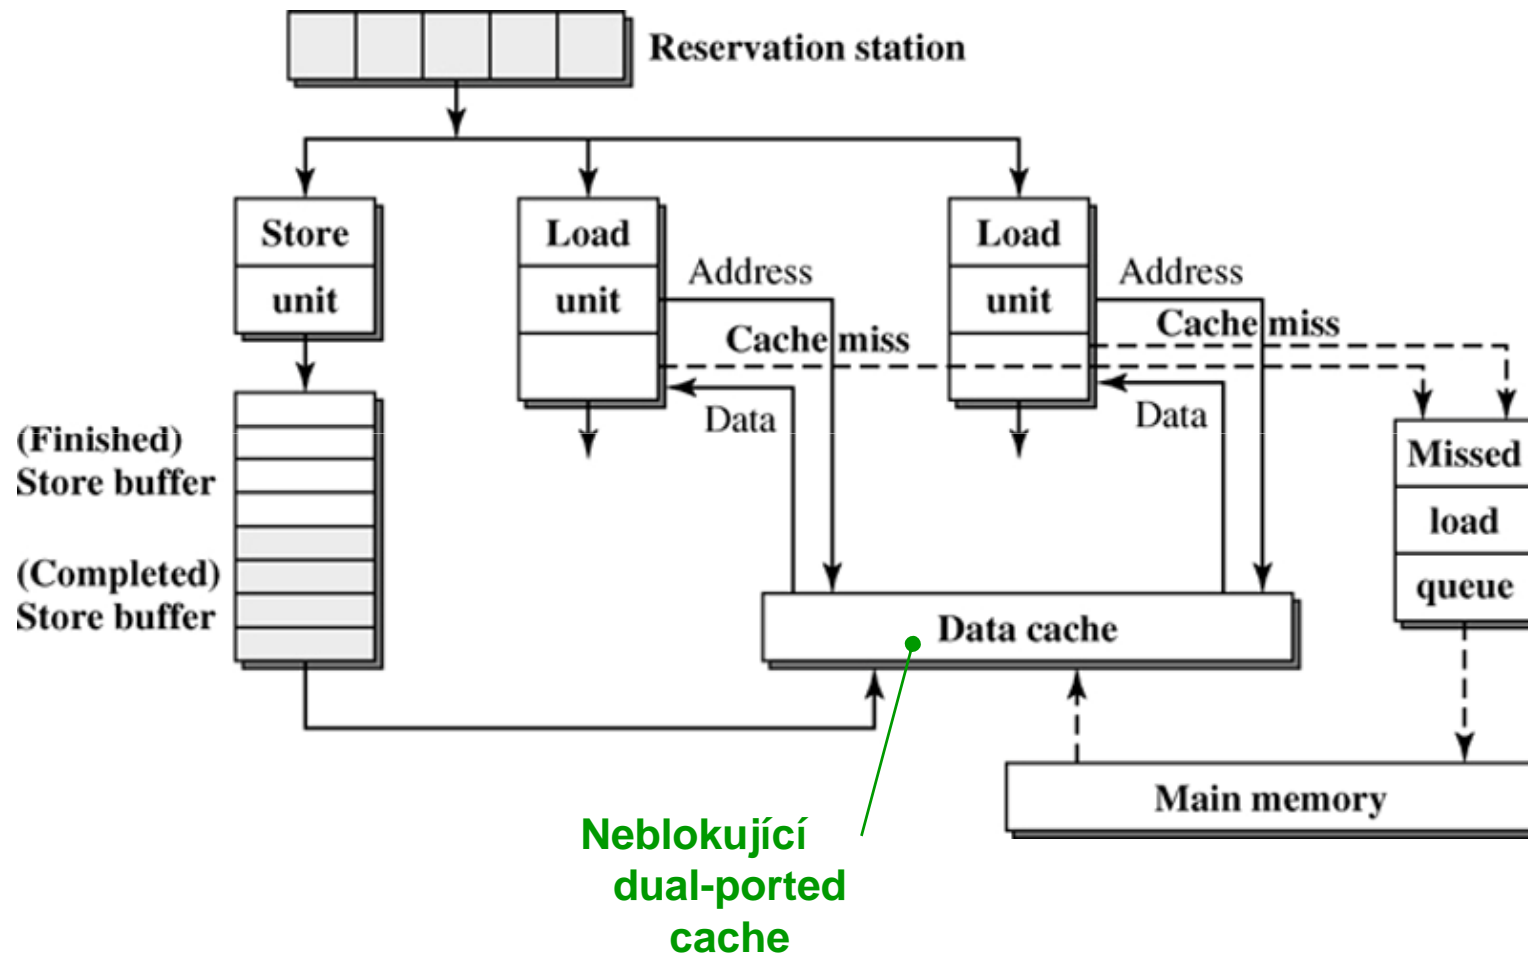 Reservation station
Store
unit
Load
unit
Address
Cache miss
Data
Load
unit
Address
Cache miss
Data
(Finished)
Store buffer
(Completed)
Store buffer
Missed
load
queue
Data cache
Main memory
Neblokující
dual-ported
cache